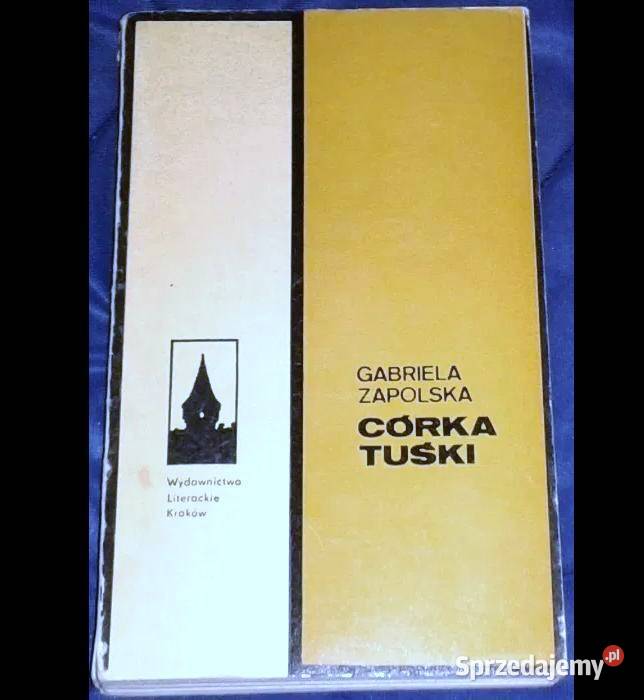 GABRIELA
ZAPOLSKA
CÓRKA
TUŚKI
Wydawnictwo
Literackie
Kraków
Sprzedajemy.pl